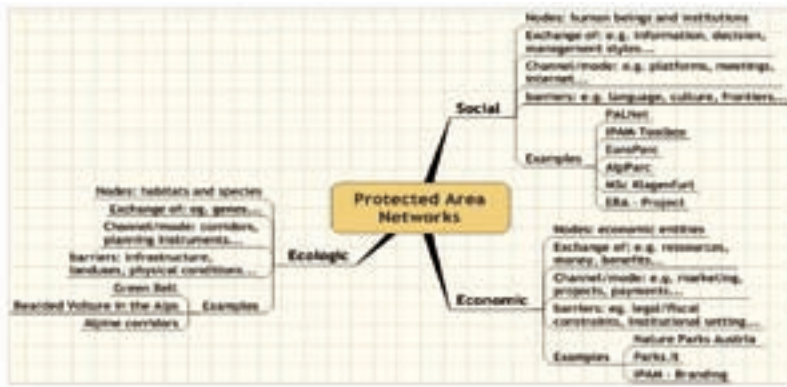 Protected Area
Networks
Social
Nodes: human beings and institutions
Exchange of: e.g. information, decision,
management styles...
Channel/mode: e.g. platforms, meetings,
internet...
barriers: e.g. language, culture, frontiers...
Examples
PALNet
IPAM Toolbox
EuroParc
AlpParc
MSc Klagenfurt
ERA - Project
Ecologic
Nodes: habitats and species
Exchange of: eg. genes...
Channel/mode: corridors,
planning instruments...
barriers: infrastructure,
landuses, physical conditions...
Examples
Green Belt
Bearded Vulture in the Alps
Alpine corridors
Economic
Nodes: economic entities
Exchange of: e.g. ressources,
money, benefits...
Channel/mode: e.g. marketing,
projects, payments...
barriers: eg. legal/fiscal
constraints, institutional setting...
Examples
Nature Parks Austria
Parks.it
IPAM - Branding